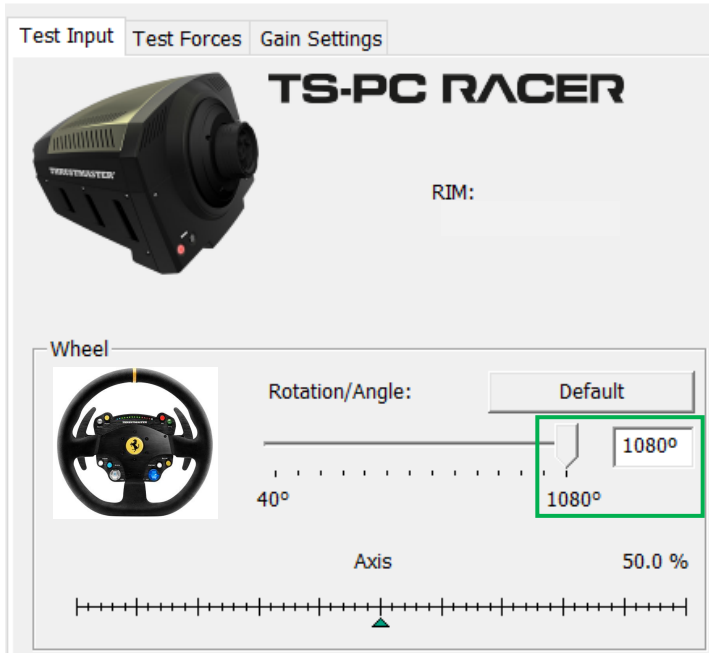 Test Input Test Forces Gain Settings
TS-PC RACER
THRUSTMASTER
RIM:
Wheel
Rotation/Angle: Default
1080º
40º 1080º
Axis 50.0 %